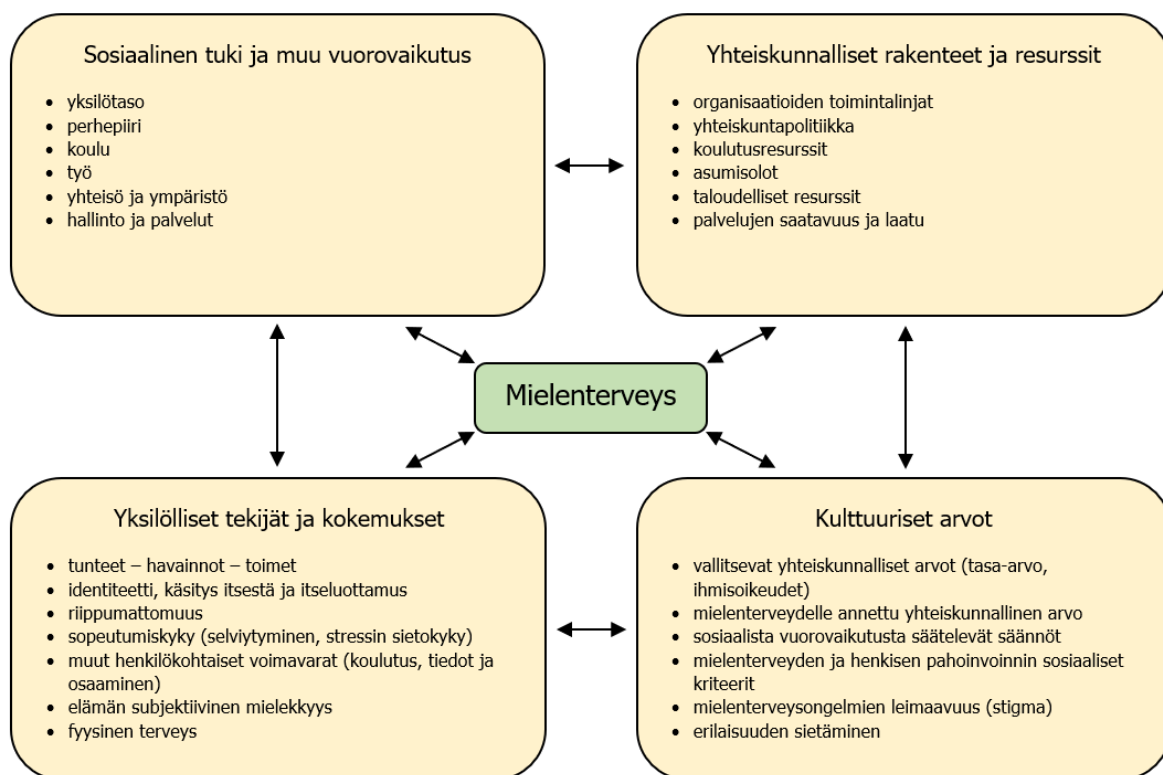 Sosiaalinen tuki ja muu vuorovaikutus
• yksilötaso
• perhepiiri
• koulu
• työ
• yhteisö ja ympäristö
• hallinto ja palvelut
Yhteiskunnalliset rakenteet ja resurssit
• organisaatioiden toimintalinjat
• yhteiskuntapolitiikka
• koulutusresurssit
• asumisolot
• taloudelliset resurssit
• palvelujen saatavuus ja laatu
Mielenterveys
Yksilölliset tekijät ja kokemukset
• tunteet – havainnot – toimet
• identiteetti, käsitys itsestä ja itseluottamus
• riippumattomuus
• sopeutumiskyky (selviytyminen, stressin sietokyky)
• muut henkilökohtaiset voimavarat (koulutus, tiedot ja
osaaminen)
• elämän subjektiivinen mielekkyys
• fyysinen terveys
Kulttuuriset arvot
• vallitsevat yhteiskunnalliset arvot (tasa-arvo,
ihmisoikeudet)
• mielenterveydelle annettu yhteiskunnallinen arvo
• sosiaalista vuorovaikutusta säätelevät säännöt
• mielenterveyden ja henkisen pahoinvoinnin sosiaaliset
kriteerit
• mielenterveysongelmien leimaavuus (stigma)
• erilaisuuden sietäminen